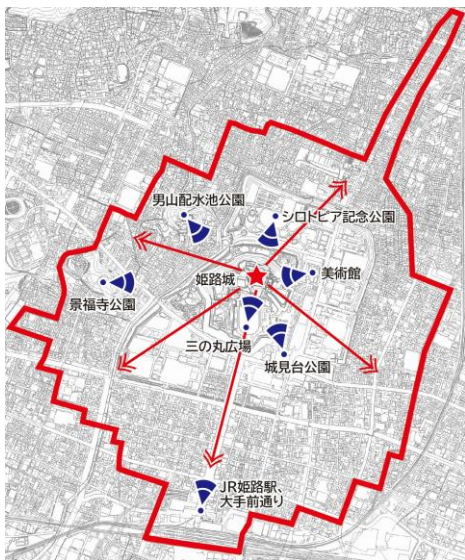 男山配水池公園
シロトピア記念公園
姫路城
美術館
景福寺公園
三の丸広場
城見台公園
JR姫路駅、
大手前通り